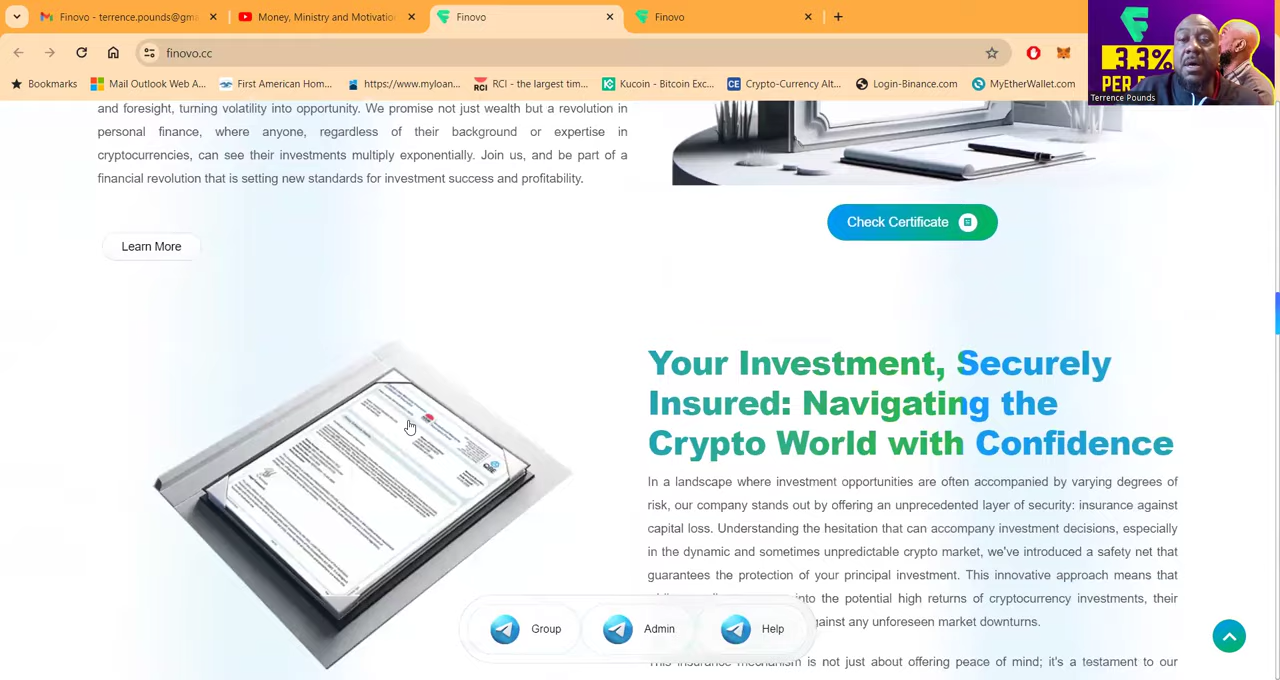 Finovo - terrence.pounds@gma
Money, Ministry and Motivatio
Finovo
Finovo
finovo.cc
Bookmarks
Mail Outlook Web A...
First American Hom...
https://www.myloan...
RCI - the largest tim...
Kucoin - Bitcoin Exc...
Crypto-Currency Alt...
Login-Binance.com
MyEtherWallet.com
3.3%
PER
Terrence Pounds
and foresight, turning volatility into opportunity. We promise not just wealth but a revolution in
personal finance, where anyone, regardless of their background or expertise in
cryptocurrencies, can see their investments multiply exponentially. Join us, and be part of a
financial revolution that is setting new standards for investment success and profitability.
Learn More
Check Certificate
Your Investment, Securely
Insured: Navigating the
Crypto World with Confidence
In a landscape where investment opportunities are often accompanied by varying degrees of
risk, our company stands out by offering an unprecedented layer of security: insurance against
capital loss. Understanding the hesitation that can accompany investment decisions, especially
in the dynamic and sometimes unpredictable crypto market, we've introduced a safety net that
guarantees the protection of your principal investment. This innovative approach means that
into the potential high returns of cryptocurrency investments, their
against any unforeseen market downturns.
This insurance mechanism is not just about offering peace of mind; it's a testament to our
Group
Admin
Help